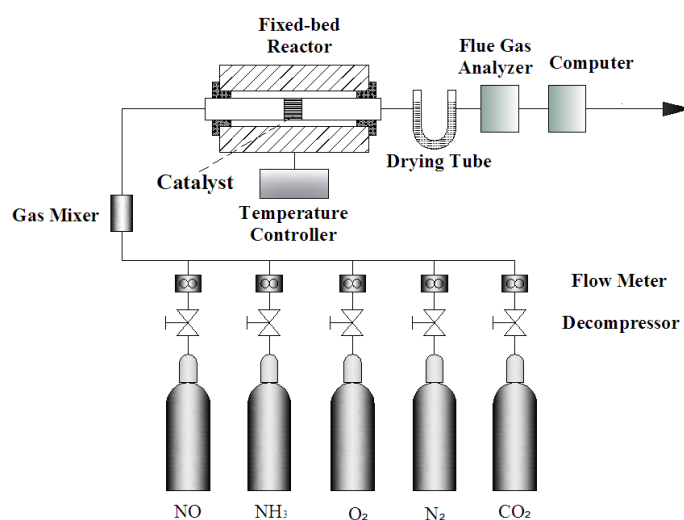 Fixed-bed
Reactor
Flue Gas
Analyzer
Computer
Drying Tube
Catalyst
Temperature
Controller
Gas Mixer
Flow Meter
Decompressor
NO
NH₃
O₂
N₂
CO₂